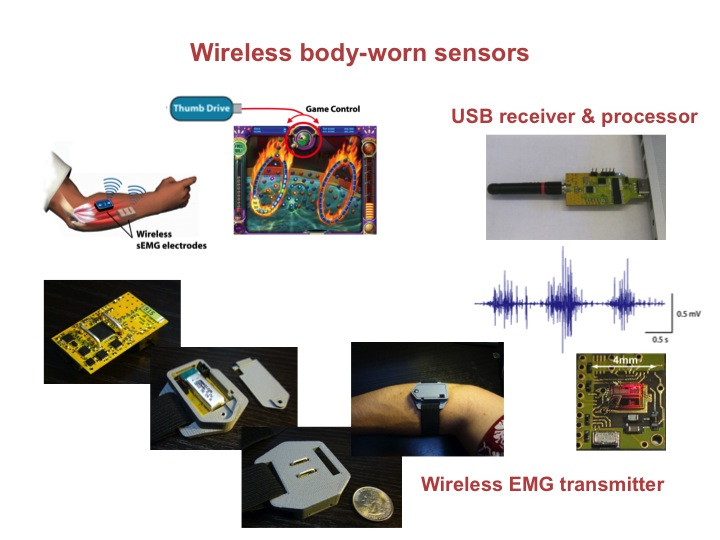 Wireless body-worn sensors
Thumb Drive
Game Control
USB receiver & processor
Wireless
sEMG electrodes
0.5 mV
0.5 s
4mm
Wireless EMG transmitter